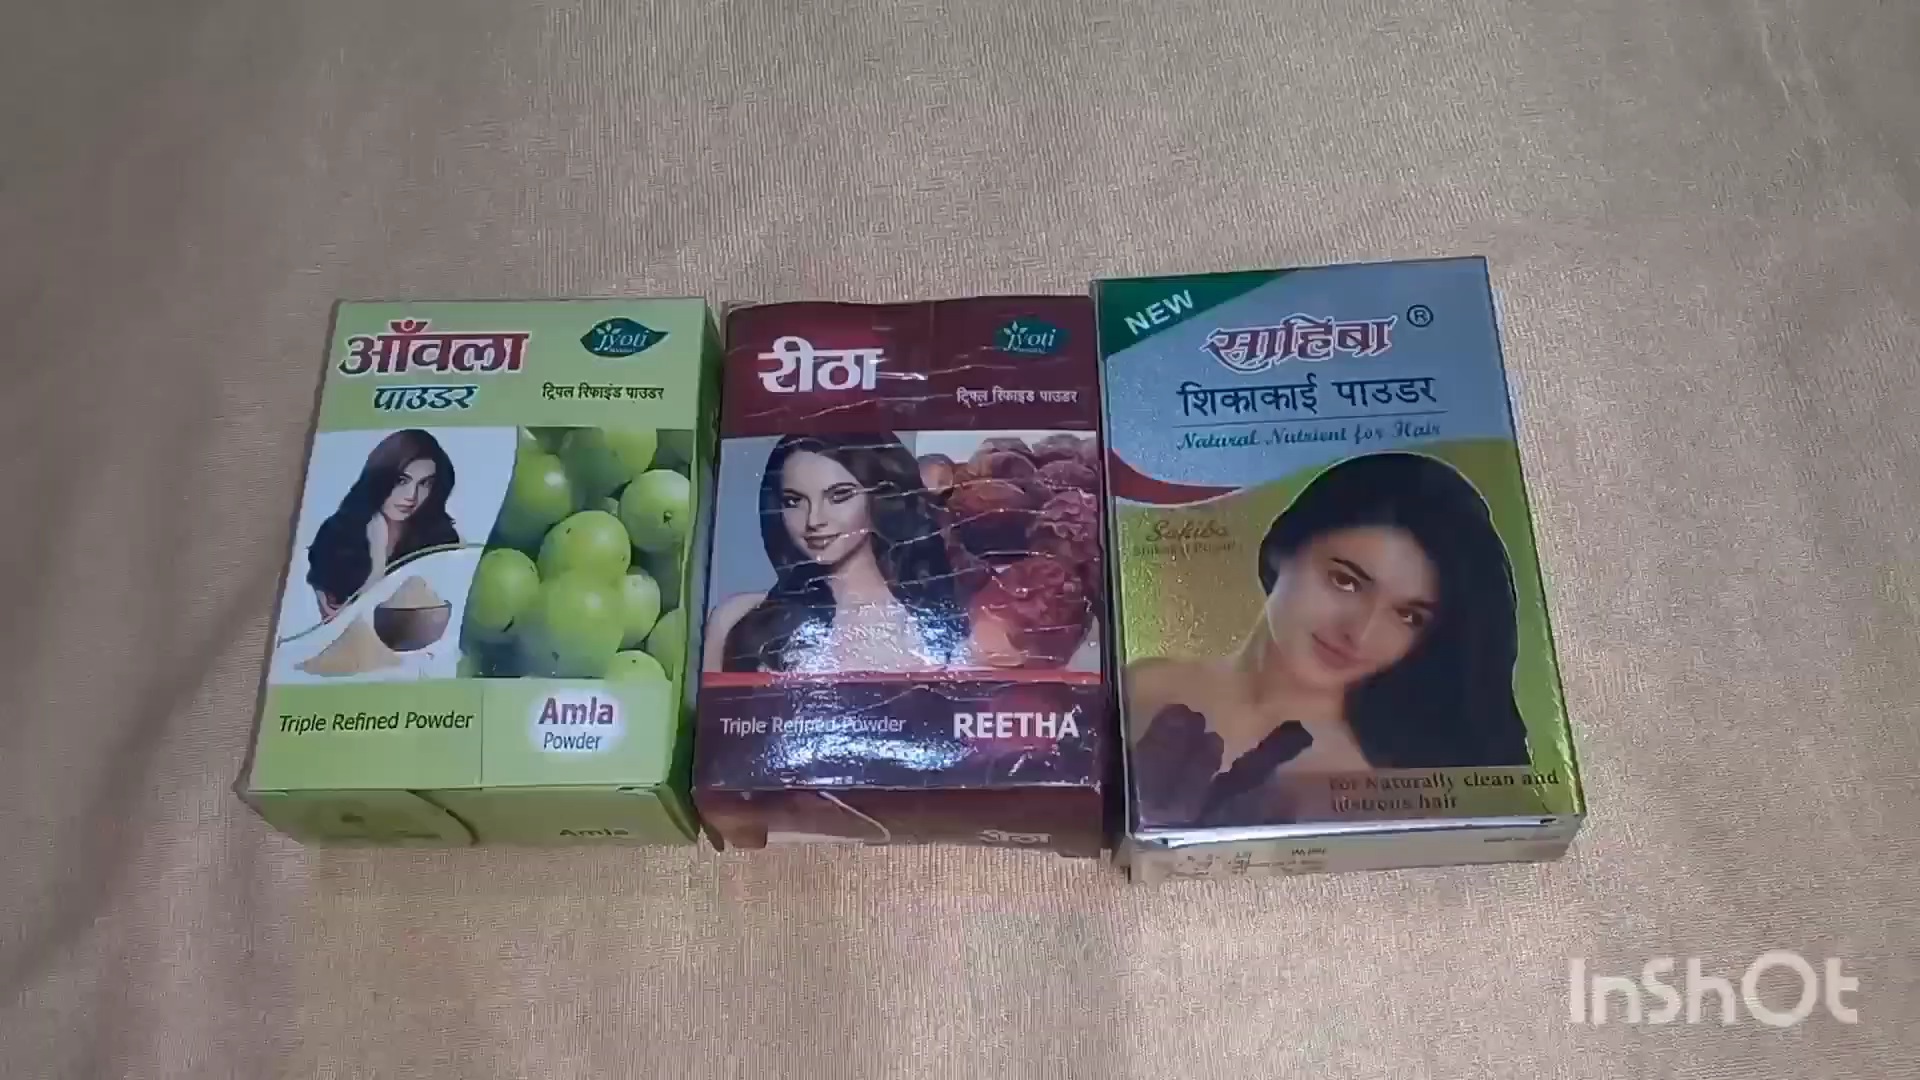 आँवला
पाउडर
Jyoti
ट्रिपल रिफाइंड पाउडर
Triple Refined Powder
Amla
Powder
Amla
रीठा
Jyoti
ट्रिपल रिफाइंड पाउडर
Triple Refined Powder
REETHA
रीठा
NEW
साहिबा ®
शिकाकाई पाउडर
Natural Nutrient for Hair
Sahiba
For Naturally clean and
lustrous hair
InShOt